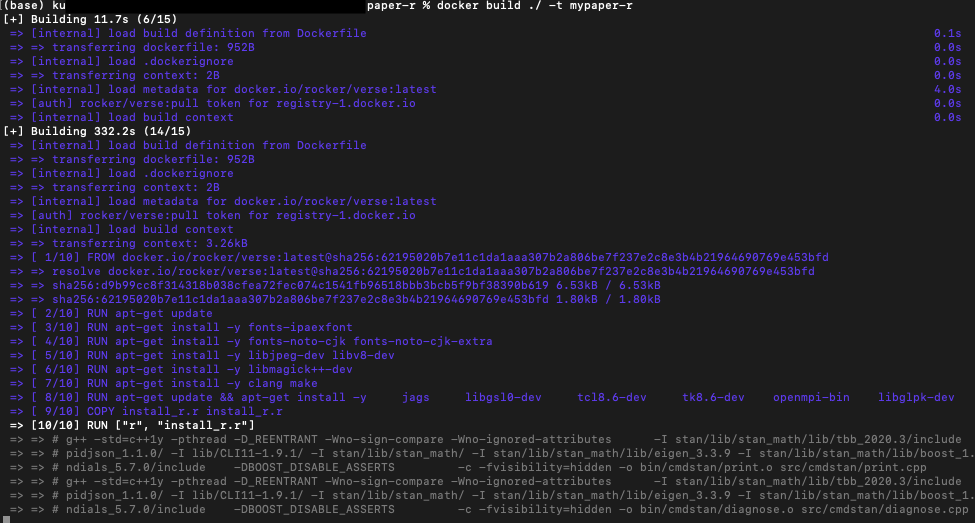 (base) ku paper-r % docker build ./ -t mypaper-r
[+] Building 11.7s (6/15)
=> [internal] load build definition from Dockerfile 0.1s
=> => transferring dockerfile: 952B 0.0s
=> [internal] load .dockerignore 0.0s
=> => transferring context: 2B 0.0s
=> [internal] load metadata for docker.io/rocker/verse:latest 4.0s
=> [auth] rocker/verse:pull token for registry-1.docker.io 0.0s
=> [internal] load build context 0.0s
[+] Building 332.2s (14/15)
=> [internal] load build definition from Dockerfile
=> => transferring dockerfile: 952B
=> [internal] load .dockerignore
=> => transferring context: 2B
=> [internal] load metadata for docker.io/rocker/verse:latest
=> [auth] rocker/verse:pull token for registry-1.docker.io
=> [internal] load build context
=> => transferring context: 3.26kB
=> [ 1/10] FROM docker.io/rocker/verse:latest@sha256:62195020b7e11c1da1aaa307b2a806be7f237e2c8e3b4b21964690769e453bfd
=> => resolve docker.io/rocker/verse:latest@sha256:62195020b7e11c1da1aaa307b2a806be7f237e2c8e3b4b21964690769e453bfd
=> => sha256:d9b99cc8f314318b038cfea72fec074c1541fb96518bbb3bcb5f9bf38390b619 6.53kB / 6.53kB
=> => sha256:62195020b7e11c1da1aaa307b2a806be7f237e2c8e3b4b21964690769e453bfd 1.80kB / 1.80kB
=> [ 2/10] RUN apt-get update
=> [ 3/10] RUN apt-get install -y fonts-ipaexfont
=> [ 4/10] RUN apt-get install -y fonts-noto-cjk fonts-noto-cjk-extra
=> [ 5/10] RUN apt-get install -y libjpeg-dev libv8-dev
=> [ 6/10] RUN apt-get install -y libmagick++-dev
=> [ 7/10] RUN apt-get install -y clang make
=> [ 8/10] RUN apt-get update && apt-get install -y jags libgsl0-dev tcl8.6-dev tk8.6-dev openmpi-bin libglpk-dev
=> [ 9/10] COPY install_r.r install_r.r
=> [10/10] RUN ["r", "install_r.r"]
=> => # g++ -std=c++1y -pthread -D_REENTRANT -Wno-sign-compare -Wno-ignored-attributes -I stan/lib/stan_math/lib/tbb_2020.3/include
=> => # pidjson_1.1.0/ -I lib/CLI11-1.9.1/ -I stan/lib/stan_math/ -I stan/lib/stan_math/lib/eigen_3.3.9 -I stan/lib/stan_math/lib/boost_1.
=> => # ndials_5.7.0/include -DBOOST_DISABLE_ASSERTS -c -fvisibility=hidden -o bin/cmdstan/print.o src/cmdstan/print.cpp
=> => # g++ -std=c++1y -pthread -D_REENTRANT -Wno-sign-compare -Wno-ignored-attributes -I stan/lib/stan_math/lib/tbb_2020.3/include
=> => # pidjson_1.1.0/ -I lib/CLI11-1.9.1/ -I stan/lib/stan_math/ -I stan/lib/stan_math/lib/eigen_3.3.9 -I stan/lib/stan_math/lib/boost_1.
=> => # ndials_5.7.0/include -DBOOST_DISABLE_ASSERTS -c -fvisibility=hidden -o bin/cmdstan/diagnose.o src/cmdstan/diagnose.cpp